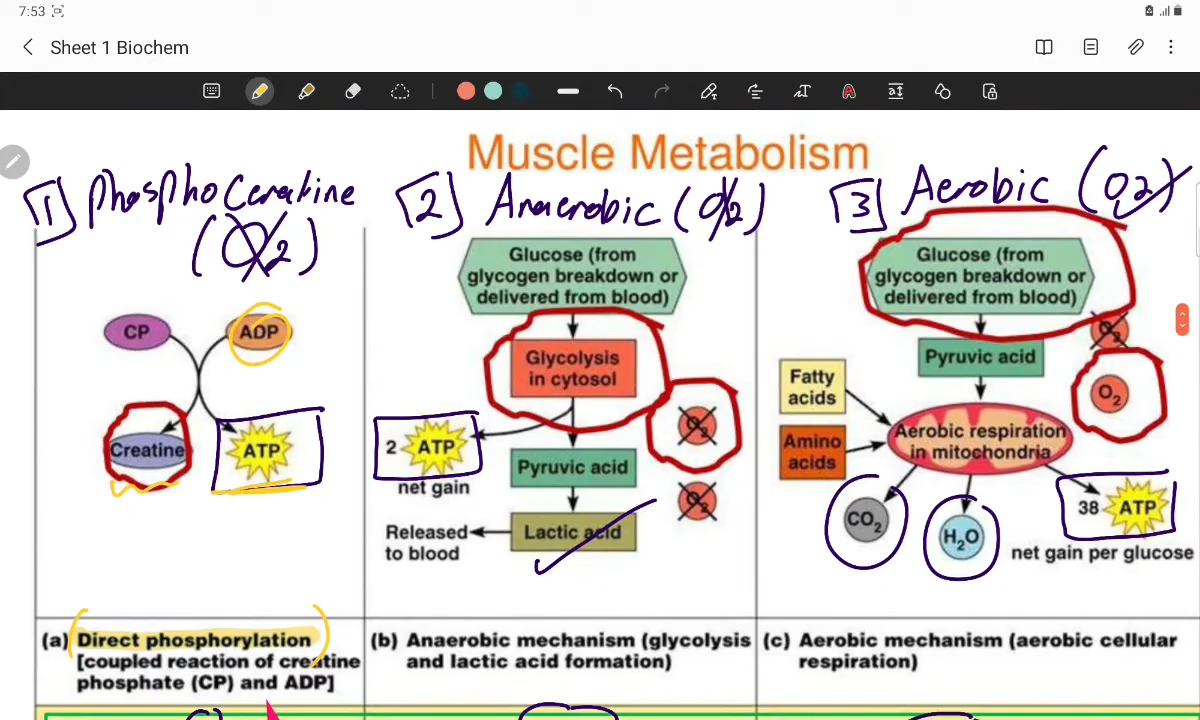 7:53
Sheet 1 Biochem
Muscle Metabolism
1 PhosphoCeratine
(O2)
2 Anaerobic (O2)
3 Aerobic (O2)
CP
ADP
Creatine
ATP
Glucose (from
glycogen breakdown or
delivered from blood)
Glycolysis
in cytosol
O2
2 ATP
net gain
Pyruvic acid
O2
Released
to blood
Lactic acid
Glucose (from
glycogen breakdown or
delivered from blood)
O2
Pyruvic acid
O2
Fatty
acids
Amino
acids
Aerobic respiration
in mitochondria
CO2
H2O
38 ATP
net gain per glucose
(a) Direct phosphorylation
[coupled reaction of creatine
phosphate (CP) and ADP]
(b) Anaerobic mechanism (glycolysis
and lactic acid formation)
(c) Aerobic mechanism (aerobic cellular
respiration)